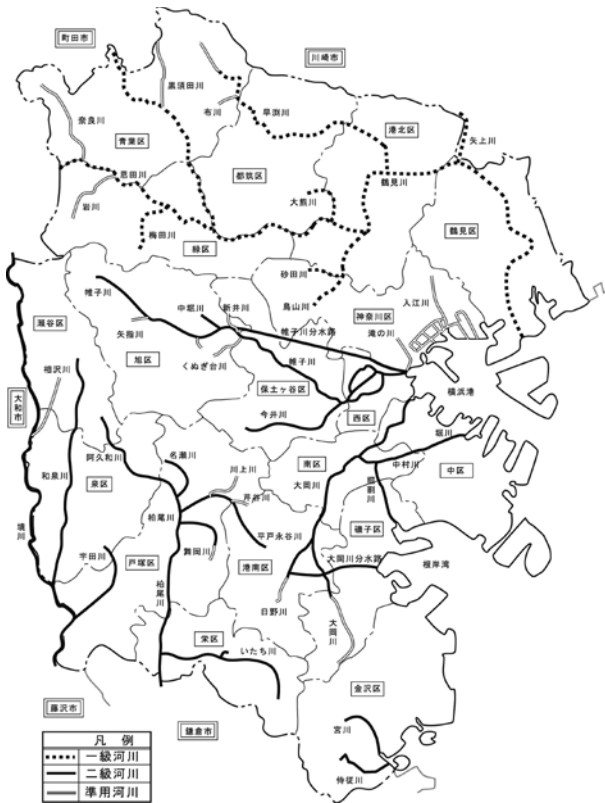 町田市
川崎市
黒須田川
布川
早渕川
奈良川
港北区
矢上川
青葉区
恩田川
都筑区
鶴見川
大熊川
岩川
鶴見区
梅田川
緑区
砂田川
帷子川
鳥山川
入江川
中堀川
新井川
神奈川区
瀬谷区
矢指川
帷子川分水路
滝の川
旭区
くぬぎ台川
帷子川
相沢川
保土ヶ谷区
横浜港
大和市
今井川
西区
堀川
阿久和川
名瀬川
南区
中村川
和泉川
泉区
川上川
大岡川
中区
芹谷川
堀割川
柏尾川
境川
磯子区
宇田川
舞岡川
平戸永谷川
戸塚区
港南区
大岡川分水路
根岸湾
柏尾川
日野川
大岡川
栄区
いたち川
金沢区
藤沢市
鎌倉市
宮川
侍従川
凡 例
一級河川
二級河川
準用河川